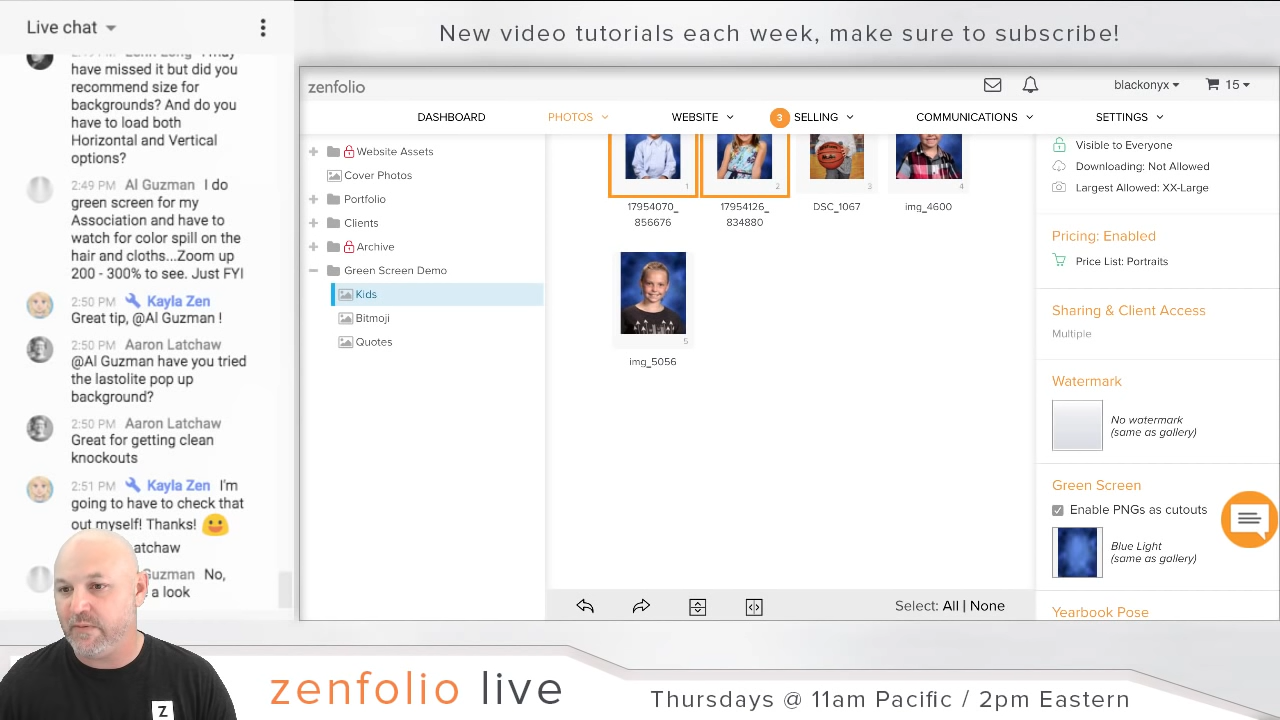 Live chat
have missed it but did you
recommend size for
backgrounds? And do you
have to load both
Horizontal and Vertical
options?
2:49 PM Al Guzman I do
green screen for my
Association and have to
watch for color spill on the
hair and cloths...Zoom up
200 - 300% to see. Just FYI
2:50 PM Kayla Zen
Great tip, @Al Guzman !
2:50 PM Aaron Latchaw
@Al Guzman have you tried
the lastolite pop up
background?
2:50 PM Aaron Latchaw
Great for getting clean
knockouts
2:51 PM Kayla Zen I'm
going to have to check that
out myself! Thanks!
atchaw
Guzman No,
a look
New video tutorials each week, make sure to subscribe!
zenfolio
blackonyx
15
DASHBOARD
PHOTOS
WEBSITE
3 SELLING
COMMUNICATIONS
SETTINGS
Website Assets
Cover Photos
Portfolio
Clients
Archive
Green Screen Demo
Kids
Bitmoji
Quotes
1
2
3
4
17954070_
856676
17954126_
834880
DSC_1067
img_4600
5
img_5056
Select: All | None
Visible to Everyone
Downloading: Not Allowed
Largest Allowed: XX-Large
Pricing: Enabled
Price List: Portraits
Sharing & Client Access
Multiple
Watermark
No watermark
(same as gallery)
Green Screen
Enable PNGs as cutouts
Blue Light
(same as gallery)
Yearbook Pose
Z
zenfolio live
Thursdays @ 11am Pacific / 2pm Eastern